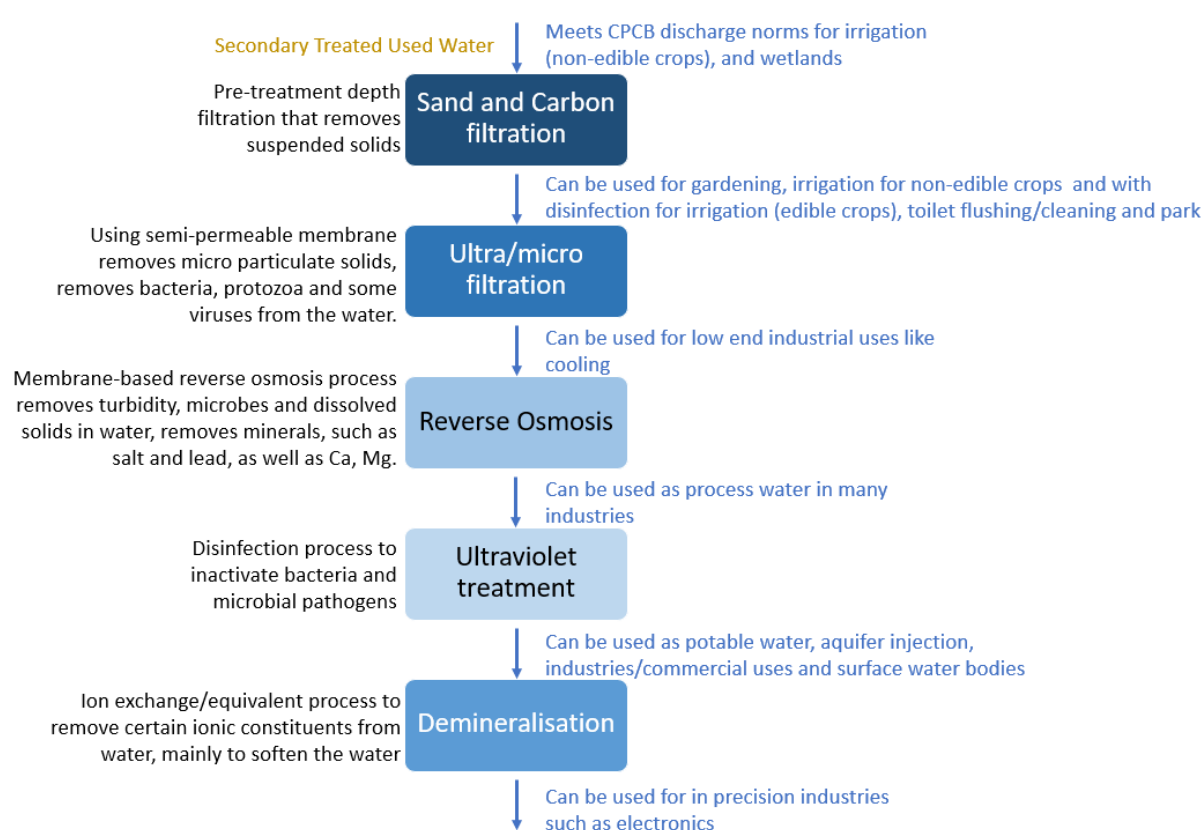 Secondary Treated Used Water
Meets CPCB discharge norms for irrigation
(non-edible crops), and wetlands
Pre-treatment depth
filtration that removes
suspended solids
Sand and Carbon
filtration
Can be used for gardening, irrigation for non-edible crops and with
disinfection for irrigation (edible crops), toilet flushing/cleaning and park
Using semi-permeable membrane
removes micro particulate solids,
removes bacteria, protozoa and some
viruses from the water.
Ultra/micro
filtration
Can be used for low end industrial uses like
cooling
Membrane-based reverse osmosis process
removes turbidity, microbes and dissolved
solids in water, removes minerals, such as
salt and lead, as well as Ca, Mg.
Reverse Osmosis
Can be used as process water in many
industries
Disinfection process to
inactivate bacteria and
microbial pathogens
Ultraviolet
treatment
Can be used as potable water, aquifer injection,
industries/commercial uses and surface water bodies
Ion exchange/equivalent process to
remove certain ionic constituents from
water, mainly to soften the water
Demineralisation
Can be used for in precision industries
such as electronics